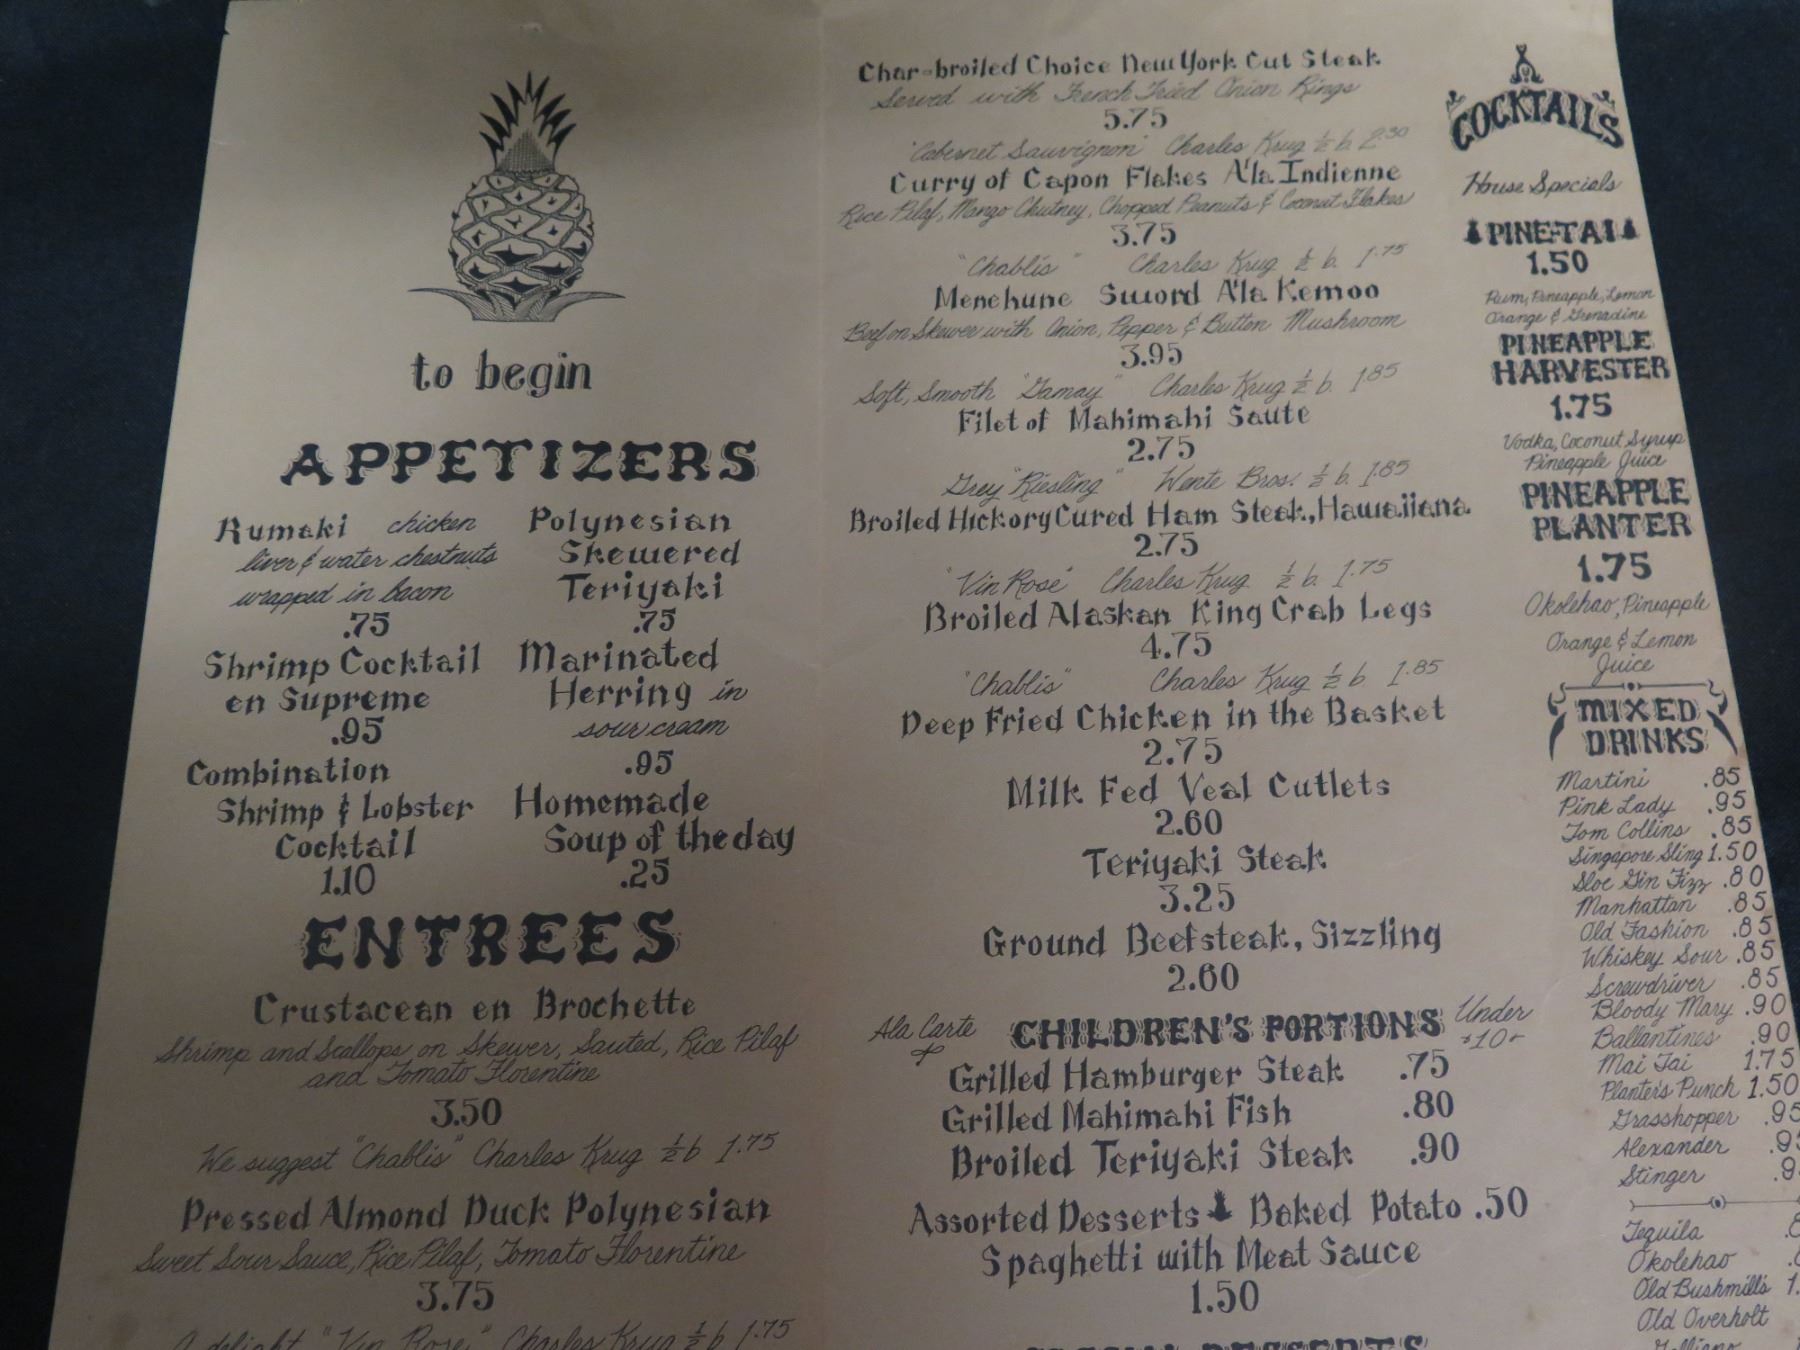 to begin
APPETIZERS
Rumaki chicken
liver & water chestnuts
wrapped in bacon
.75
Shrimp Cocktail
en Supreme
.95
Combination
Shrimp & Lobster
Cocktail
1.10
Polynesian
Skewered
Teriyaki
.75
Marinated
Herring in
sour cream
.95
Homemade
Soup of the day
.25
ENTREES
Crustacean en Brochette
Shrimp and Scallops on Skewer, Sauted, Rice Pilaf
and Tomato Florentine
3.50
We suggest "Chablis" Charles Krug ½ b 1.75
Pressed Almond Duck Polynesian
Sweet Sour Sauce, Rice Pilaf, Tomato Florentine
3.75
A delight "Vin Rose" Charles Krug ½ b 1.75
Char-broiled Choice New York Cut Steak
Served with French Fried Onion Rings
5.75
"Cabernet Sauvignon" Charles Krug ½ b 2.30
Curry of Capon Flakes A'la Indienne
Rice Pilaf, Mango Chutney, Chopped Peanuts & Coconut Flakes
3.75
"Chablis" Charles Krug ½ b. 1.75
Menehune Sword A'la Kemoo
Beef on Skewer with Onion, Pepper & Button Mushroom
3.95
Soft, Smooth "Gamay" Charles Krug ½ b. 1.85
Filet of Mahimahi Saute
2.75
Grey "Riesling" Wente Bros. ½ b. 1.85
Broiled Hickory Cured Ham Steak, Hawaiiana
2.75
"Vin Rose" Charles Krug ½ b. 1.75
Broiled Alaskan King Crab Legs
4.75
"Chablis" Charles Krug ½ b 1.85
Deep Fried Chicken in the Basket
2.75
Milk Fed Veal Cutlets
2.60
Teriyaki Steak
3.25
Ground Beefsteak, Sizzling
2.60
Ala Carte CHILDREN'S PORTIONS Under 10
Grilled Hamburger Steak .75
Grilled Mahimahi Fish .80
Broiled Teriyaki Steak .90
Assorted Desserts Baked Potato .50
Spaghetti with Meat Sauce
1.50
SPECIAL DESSERTS
COCKTAILS
House Specials
PINE-TAI
1.50
Rum, Pineapple, Lemon
Orange & Grenadine
PINEAPPLE
HARVESTER
1.75
Vodka, Coconut Syrup
Pineapple Juice
PINEAPPLE
PLANTER
1.75
Okolehao, Pineapple
Orange & Lemon
Juice
MIXED
DRINKS
Martini .85
Pink Lady .95
Tom Collins .85
Singapore Sling 1.50
Sloe Gin Fizz .80
Manhattan .85
Old Fashion .85
Whiskey Sour .85
Screwdriver .85
Bloody Mary .90
Ballantines .90
Mai Tai 1.75
Planter's Punch 1.50
Grasshopper .95
Alexander .95
Stinger .9
Tequila .8
Okolehao
Old Bushmills 1.
Old Overholt
Galliano